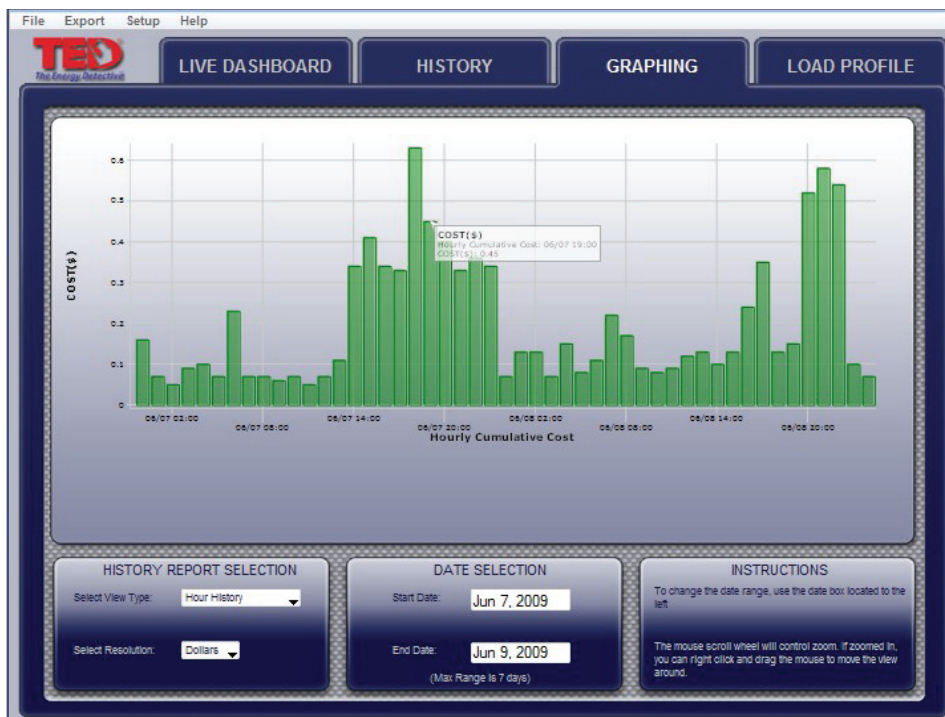 File Export Setup Help
TED
The Energy Detective
LIVE DASHBOARD
HISTORY
GRAPHING
LOAD PROFILE
0.6
0.5
0.4
0.3
0.2
0.1
0
COST($)
COST($)
Hourly Cumulative Cost: 06/07 19:00
COST($): 0.45
06/07 02:00
06/07 08:00
06/07 14:00
06/07 20:00
06/08 02:00
06/08 08:00
06/08 14:00
06/08 20:00
Hourly Cumulative Cost
HISTORY REPORT SELECTION
Select View Type: Hour History
Select Resolution: Dollars
DATE SELECTION
Start Date: Jun 7, 2009
End Date: Jun 9, 2009
(Max Range is 7 days)
INSTRUCTIONS
To change the date range, use the date box located to the
left
The mouse scroll wheel will control zoom. If zoomed in,
you can right click and drag the mouse to move the view
around.